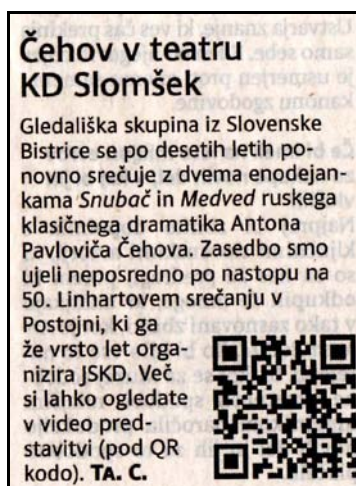 Čehov v teatru
KD Slomšek
Gledališka skupina iz Slovenske
Bistrice se po desetih letih po-
novno srečuje z dvema enodejan-
kama Snubač in Medved ruskega
klasičnega dramatika Antona
Pavloviča Čehova. Zasedbo smo
ujeli neposredno po nastopu na
50. Linhartovem srečanju v
Postojni, ki ga
že vrsto let orga-
nizira JSKD. Več
si lahko ogledate
v video pred-
stavitvi (pod QR
kodo). TA. C.